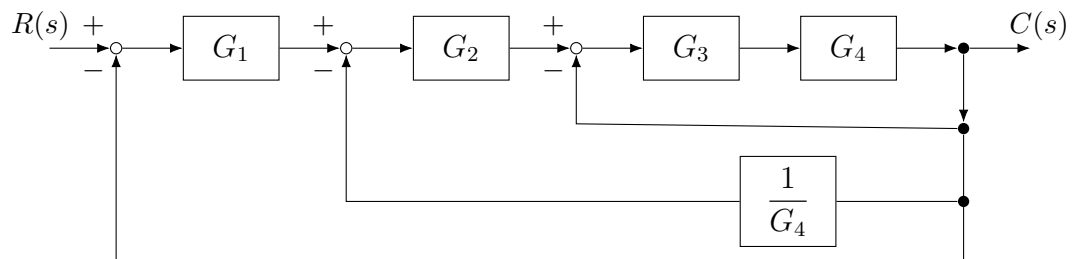 R(s) + + + C(s)
G₁ G₂ G₃ G₄
− − −
1
G₄